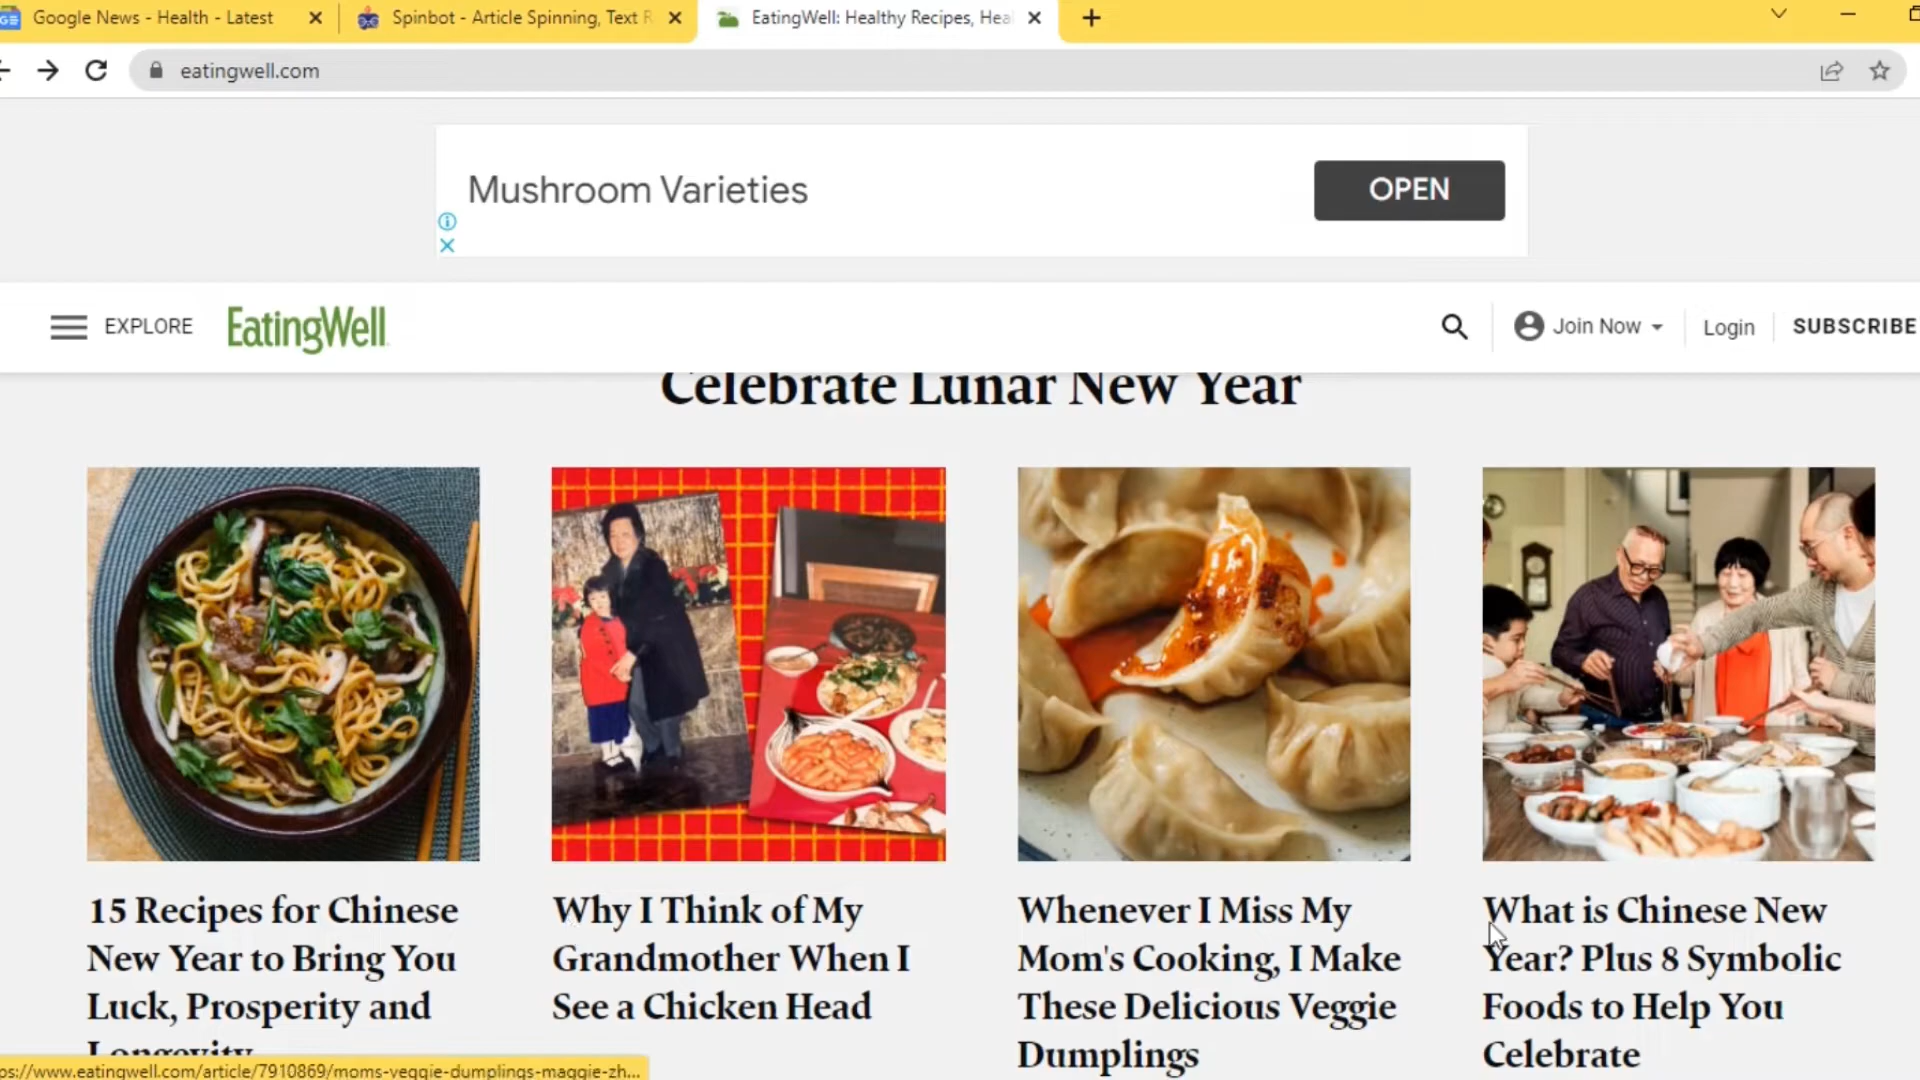 Google News - Health - Latest
Spinbot - Article Spinning, Text R
EatingWell: Healthy Recipes, Hea
eatingwell.com
Mushroom Varieties
OPEN
EXPLORE
EatingWell
Join Now
Login
SUBSCRIBE
Celebrate Lunar New Year
15 Recipes for Chinese
New Year to Bring You
Luck, Prosperity and
Longevity
Why I Think of My
Grandmother When I
See a Chicken Head
Whenever I Miss My
Mom's Cooking, I Make
These Delicious Veggie
Dumplings
What is Chinese New
Year? Plus 8 Symbolic
Foods to Help You
Celebrate
ps://www.eatingwell.com/article/7910869/moms-veggie-dumplings-maggie-zh...